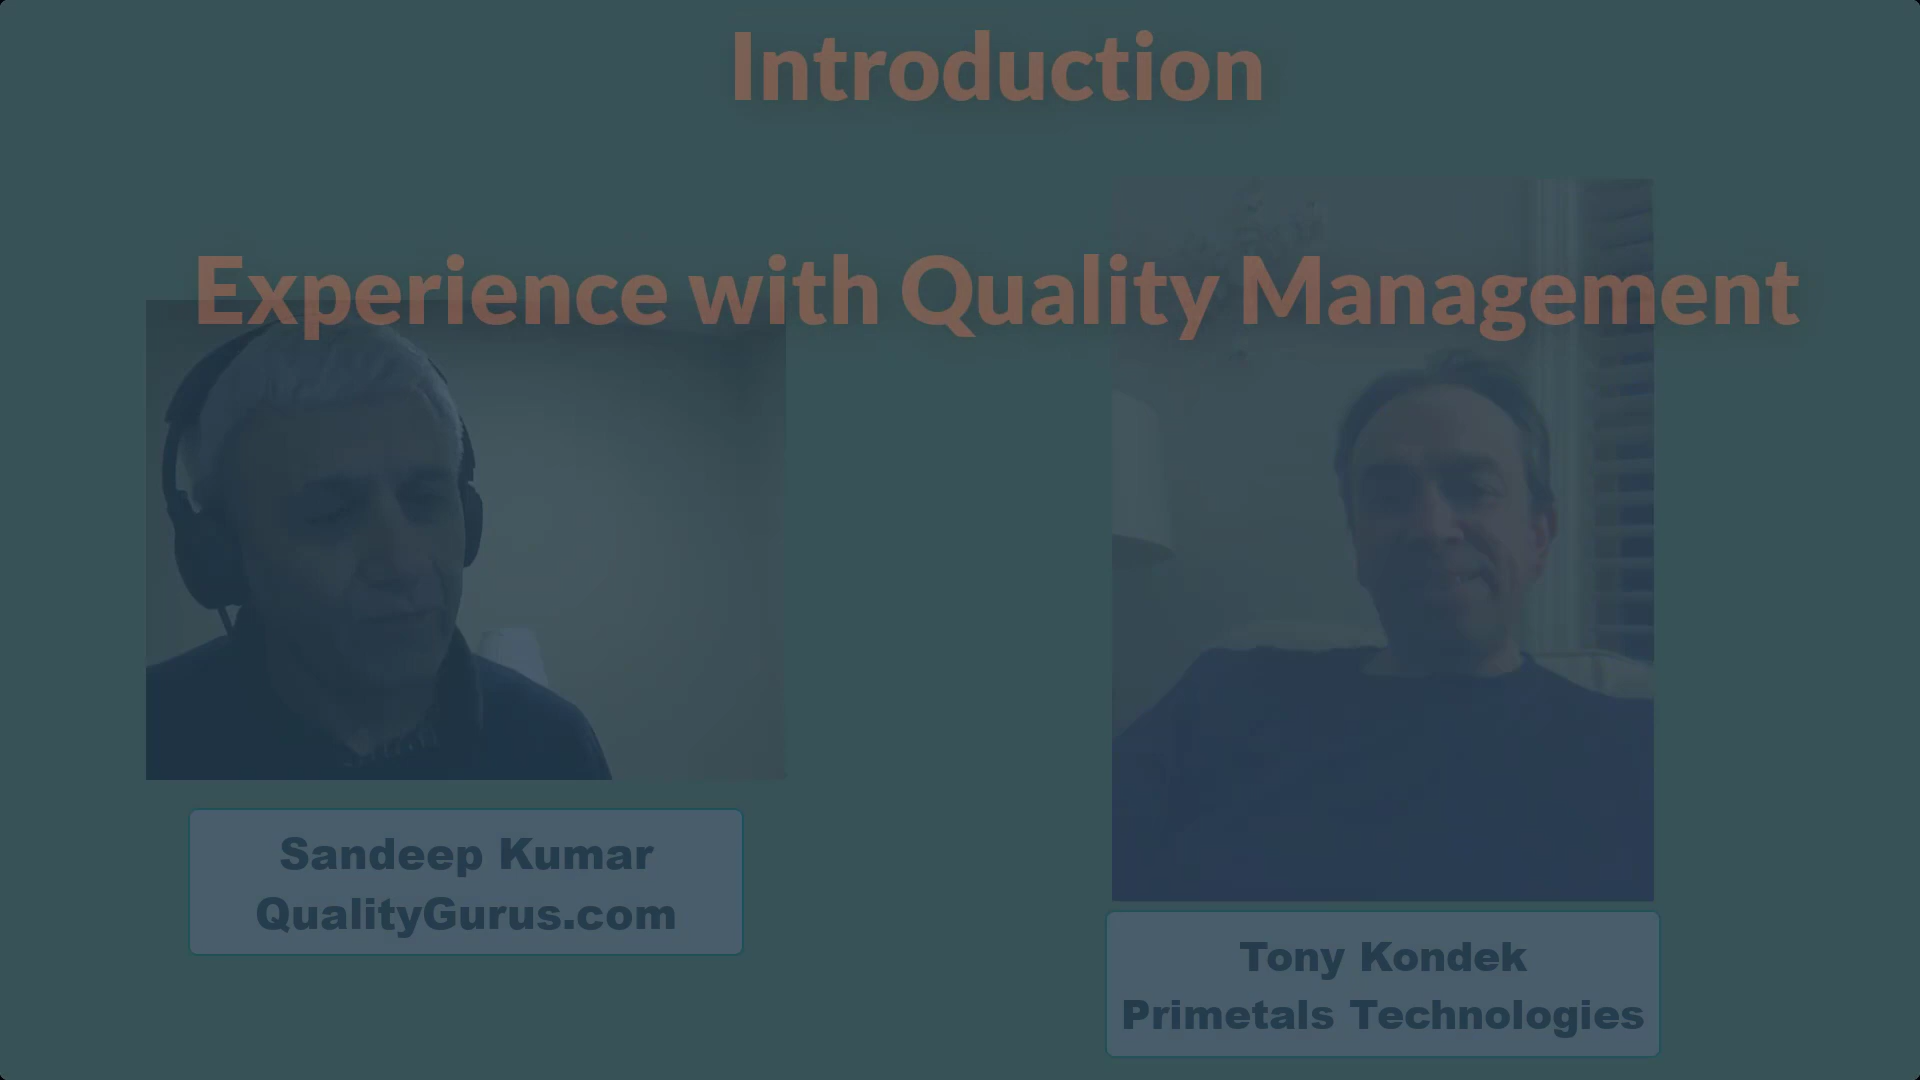 Introduction
Experience with Quality Management
Sandeep Kumar
QualityGurus.com
Tony Kondek
Primetals Technologies